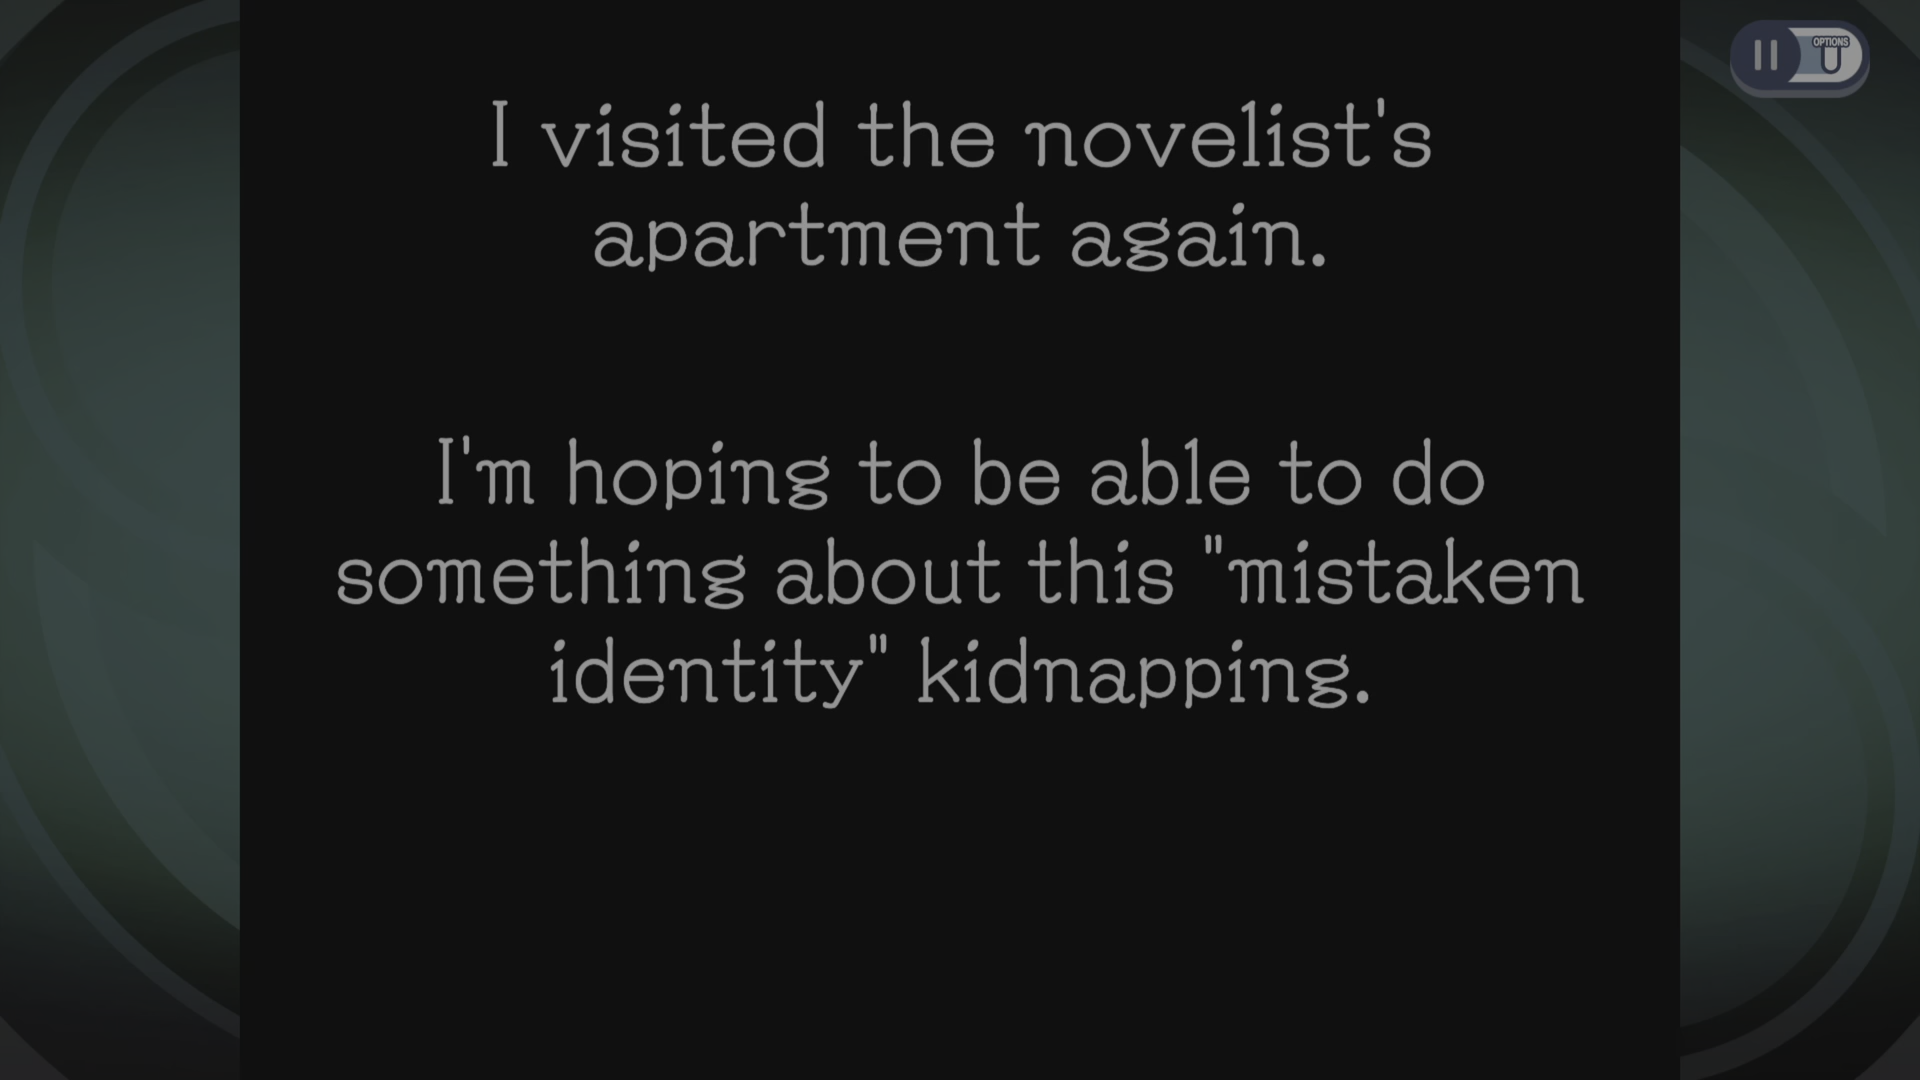 OPTIONS
I visited the novelist's
apartment again.
I'm hoping to be able to do
something about this "mistaken
identity" kidnapping.